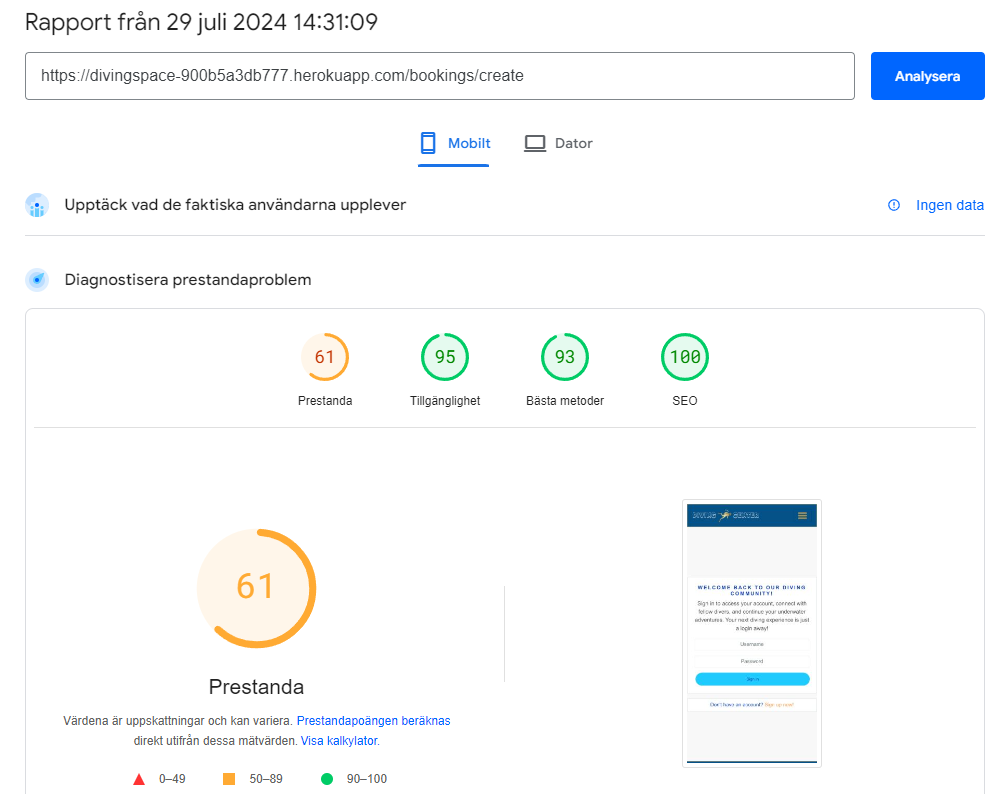 Rapport från 29 juli 2024 14:31:09
https://divingspace-900b5a3db777.herokuapp.com/bookings/create
Analysera
Mobilt
Dator
Upptäck vad de faktiska användarna upplever
Ingen data
Diagnostisera prestandaproblem
61
95
93
100
Prestanda
Tillgänglighet
Bästa metoder
SEO
61
Prestanda
Värdena är uppskattningar och kan variera. Prestandapoängen beräknas
direkt utifrån dessa mätvärden. Visa kalkylator.
0–49
50–89
90–100
DIVING CENTER
WELCOME BACK TO OUR DIVING
COMMUNITY!
Sign in to access your account, connect with
fellow divers, and continue your underwater
adventures. Your next diving experience is just
a login away!
Username
Password
Sign In
Don't have an account? Sign up now!